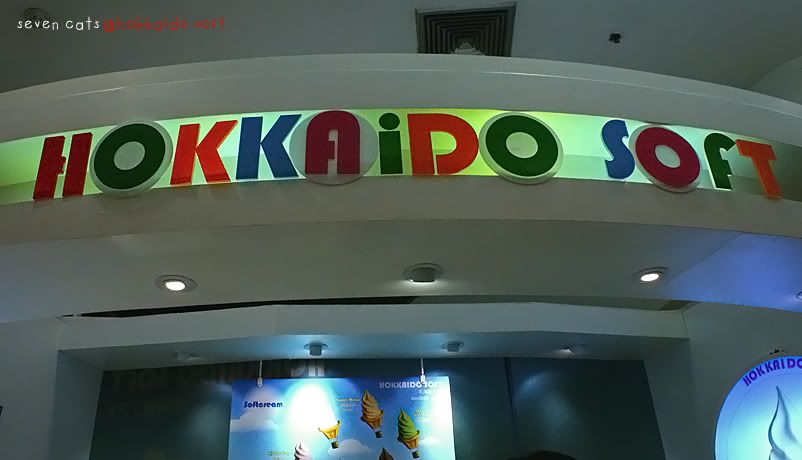 seven cats @hokkaido soft
HOKKAiDO SOFT
HOKKAIDO SOFT
Softcream
HOKKAIDO